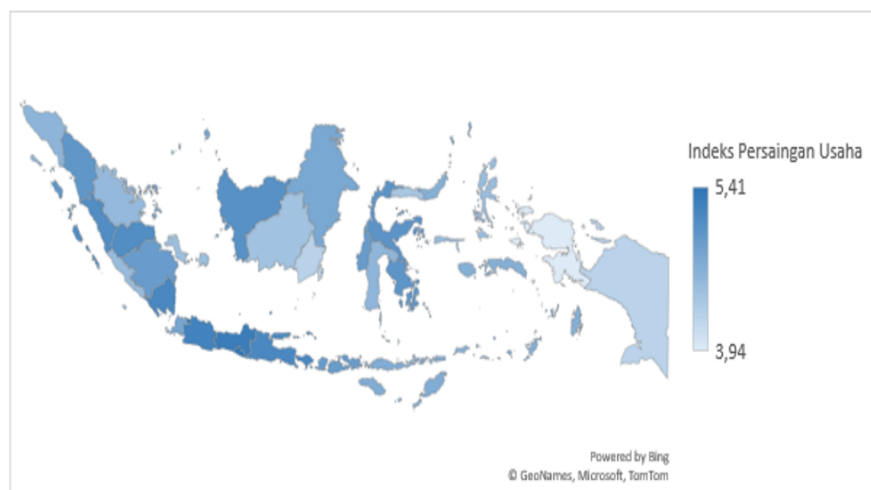 Indeks Persaingan Usaha
5,41
3,94
Powered by Bing
© GeoNames, Microsoft, TomTom